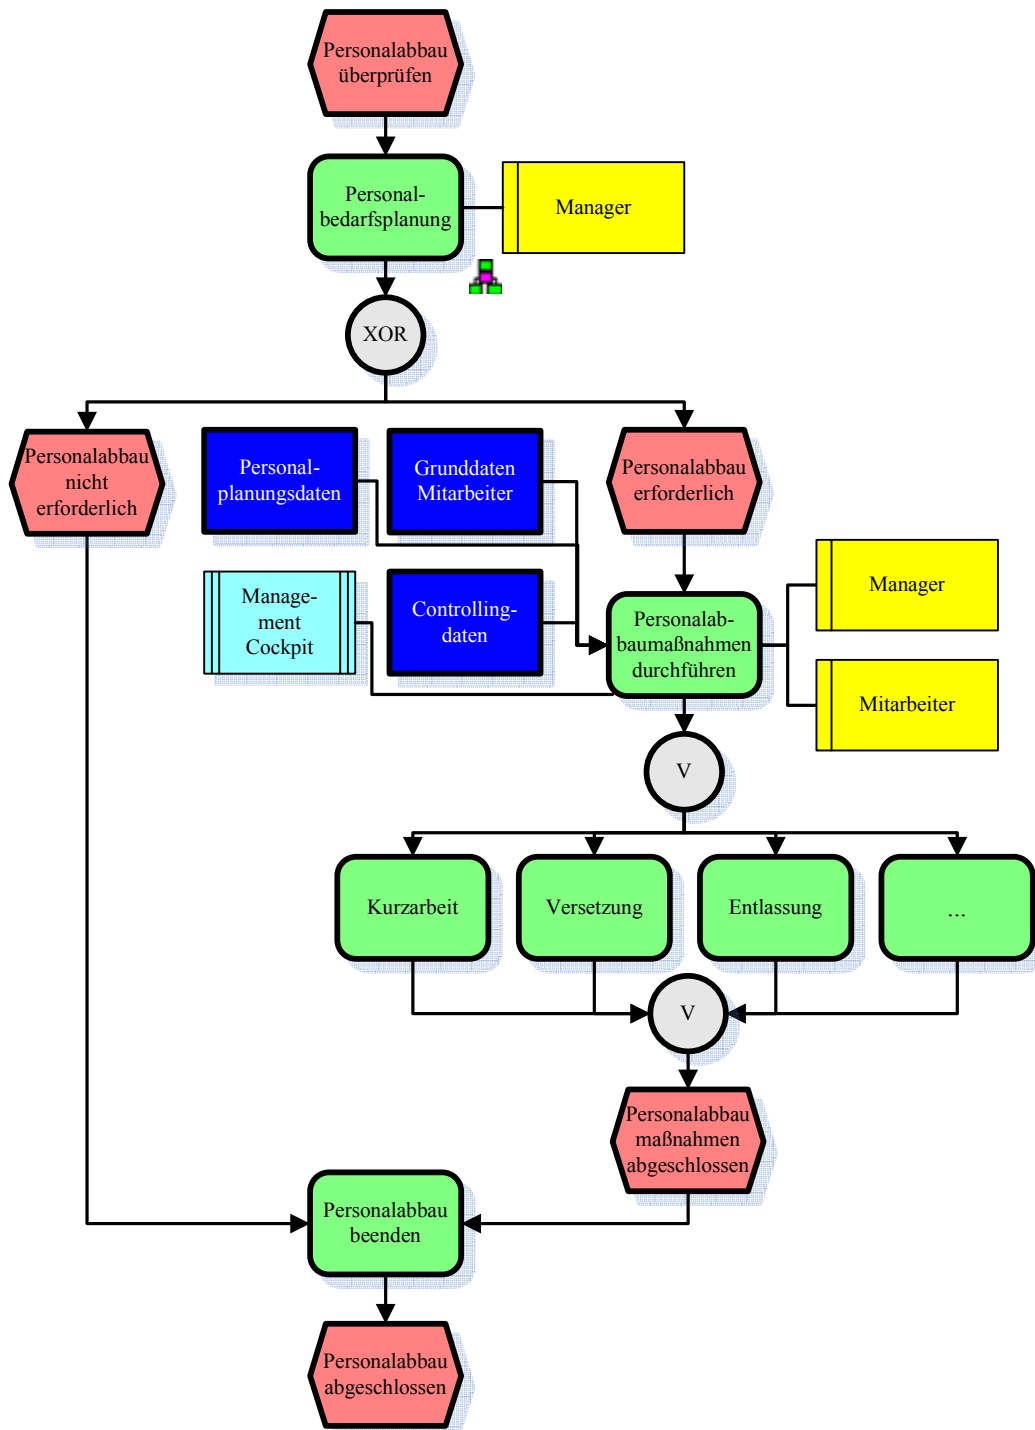 Personalabbau
überprüfen
Personal-
bedarfsplanung
Manager
XOR
Personalabbau
nicht
erforderlich
Personal-
planungsdaten
Grunddaten
Mitarbeiter
Personalabbau
erforderlich
Manage-
ment
Cockpit
Controlling-
daten
Personalab-
baumaßnahmen
durchführen
Manager
Mitarbeiter
V
Kurzarbeit
Versetzung
Entlassung
...
V
Personalabbau
maßnahmen
abgeschlossen
Personalabbau
beenden
Personalabbau
abgeschlossen